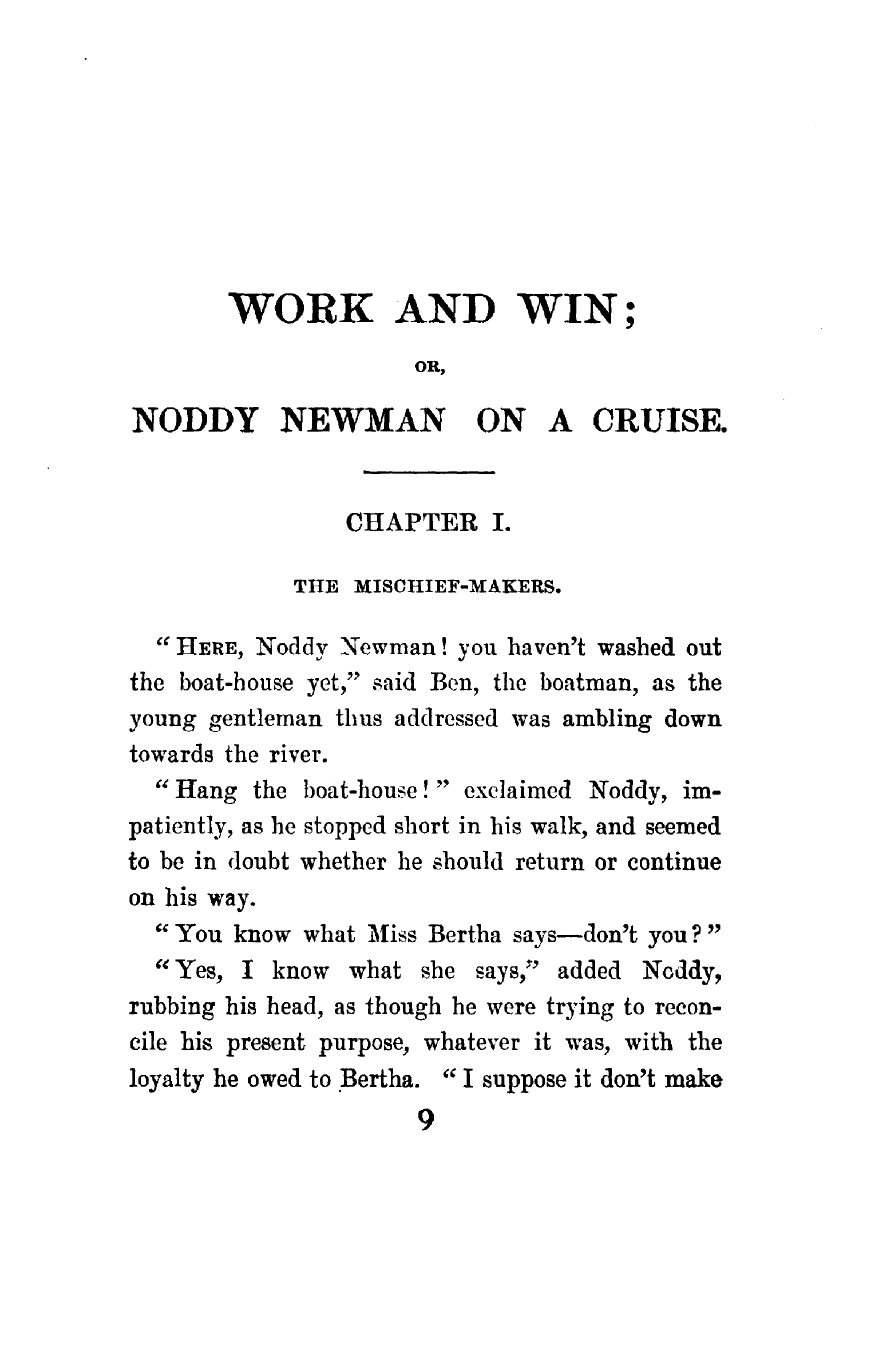 WORK AND WIN;
OR,
NODDY NEWMAN ON A CRUISE.
CHAPTER I.
THE MISCHIEF-MAKERS.
“HERE, Noddy Newman! you haven’t washed out
the boat-house yet,” said Ben, the boatman, as the
young gentleman thus addressed was ambling down
towards the river.
“Hang the boat-house!” exclaimed Noddy, im-
patiently, as he stopped short in his walk, and seemed
to be in doubt whether he should return or continue
on his way.
“You know what Miss Bertha says—don’t you?”
“Yes, I know what she says,” added Noddy,
rubbing his head, as though he were trying to recon-
cile his present purpose, whatever it was, with the
loyalty he owed to Bertha. “I suppose it don’t make
9